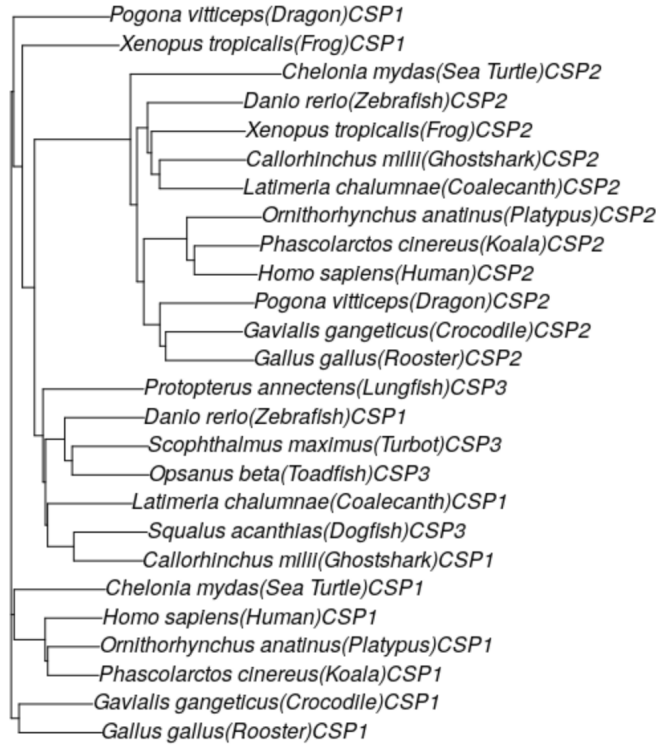 Pogona vitticeps(Dragon)CSP1
Xenopus tropicalis(Frog)CSP1
Chelonia mydas(Sea Turtle)CSP2
Danio rerio(Zebrafish)CSP2
Xenopus tropicalis(Frog)CSP2
Callorhinchus milii(Ghostshark)CSP2
Latimeria chalumnae(Coalecanth)CSP2
Ornithorhynchus anatinus(Platypus)CSP2
Phascolarctos cinereus(Koala)CSP2
Homo sapiens(Human)CSP2
Pogona vitticeps(Dragon)CSP2
Gavialis gangeticus(Crocodile)CSP2
Gallus gallus(Rooster)CSP2
Protopterus annectens(Lungfish)CSP3
Danio rerio(Zebrafish)CSP1
Scophthalmus maximus(Turbot)CSP3
Opsanus beta(Toadfish)CSP3
Latimeria chalumnae(Coalecanth)CSP1
Squalus acanthias(Dogfish)CSP3
Callorhinchus milii(Ghostshark)CSP1
Chelonia mydas(Sea Turtle)CSP1
Homo sapiens(Human)CSP1
Ornithorhynchus anatinus(Platypus)CSP1
Phascolarctos cinereus(Koala)CSP1
Gavialis gangeticus(Crocodile)CSP1
Gallus gallus(Rooster)CSP1